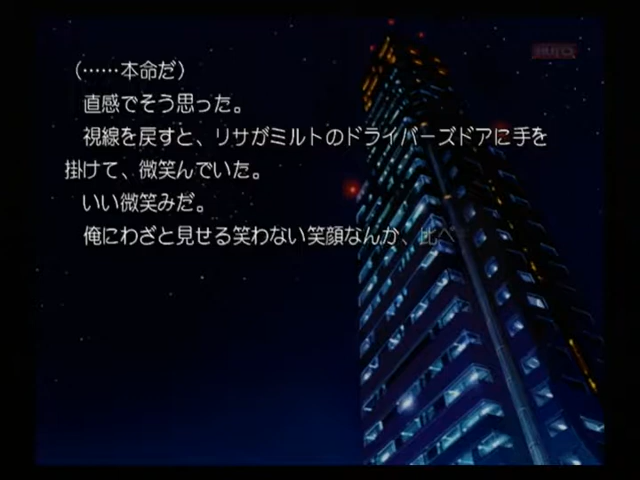 (……本命だ)
直感でそう思った。
視線を戻すと、リサがミルトのドライバーズドアに手を
掛けて、微笑んでいた。
いい微笑みだ。
俺にわざと見せる笑わない笑顔なんか、比べ
AUTO